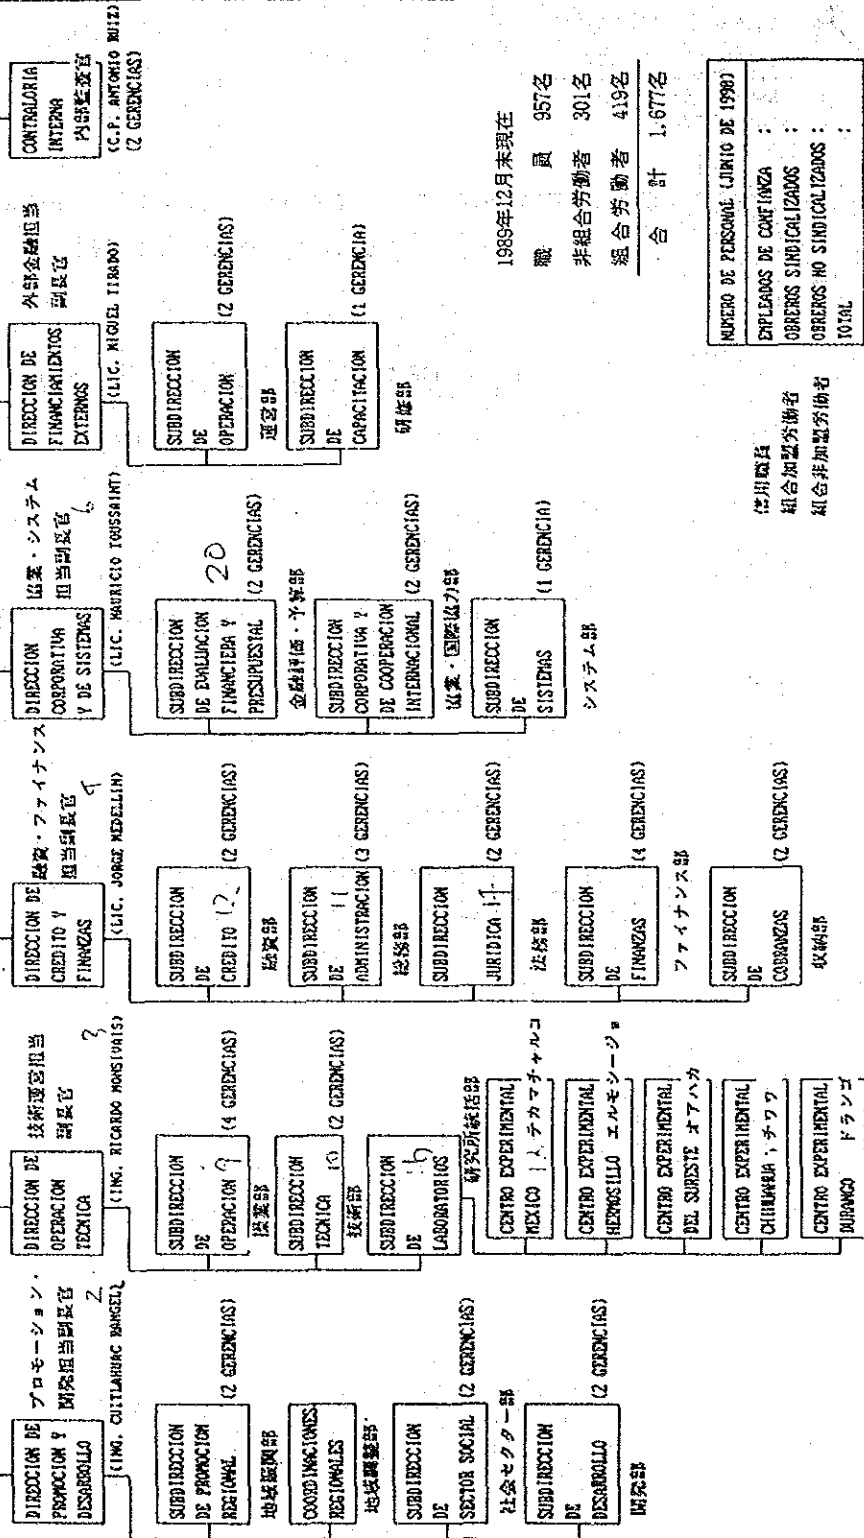 DIRECCION DE
PROMOCION Y
DESARROLLO
プロモーション・
開発担当副長官
2
(ING. CUITLAHUAC RANGEL)
SUBDIRECCION
DE PROMOCION
REGIONAL
(2 GERENCIAS)
地域振興部
COORDINACIONES
REGIONALES
地域調整部
SUBDIRECCION
DE
SECTOR SOCIAL
(2 GERENCIAS)
社会セクター部
SUBDIRECCION
DE
DESARROLLO
(2 GERENCIAS)
開発部
DIRECCION DE
OPERACION
TECNICA
技術運営担当
副長官
3
(ING. RICARDO MONSIVAIS)
SUBDIRECCION
DE
OPERACION 9
(4 GERENCIAS)
操業部
SUBDIRECCION
TECNICA 10
(2 GERENCIAS)
技術部
SUBDIRECCION
DE
LABORATORIOS
研究所統括部
CENTRO EXPERIMENTAL
MEXICO テカマチャルコ
CENTRO EXPERIMENTAL
HERMOSILLO エルモシージョ
CENTRO EXPERIMENTAL
DEL SURESTE オアハカ
CENTRO EXPERIMENTAL
CHIHUAHUA チワワ
CENTRO EXPERIMENTAL
DURANGO ドランゴ
DIRECCION DE
CREDITO Y
FINANZAS
融資・ファイナンス
担当副長官
(LIC. JORGE MEDELLIN)
SUBDIRECCION
DE
CREDITO 12
(2 GERENCIAS)
融資部
SUBDIRECCION
DE 11
ADMINISTRACION
(3 GERENCIAS)
総務部
SUBDIRECCION
JURIDICA 17
(2 GERENCIAS)
法務部
SUBDIRECCION
DE
FINANZAS
(4 GERENCIAS)
ファイナンス部
SUBDIRECCION
DE
COBRANZAS
(2 GERENCIAS)
収納部
DIRECCION
CORPORATIVA
Y DE SISTEMAS
協業・システム
担当副長官
6
(LIC. MAURICIO TOUSSAINT)
SUBDIRECCION
DE EVALUACION
FINANCIERA Y
PRESUPUESTAL
20
(2 GERENCIAS)
金融評価・予算部
SUBDIRECCION
CORPORATIVA Y
DE COOPERACION
INTERNACIONAL
(2 GERENCIAS)
協業・国際協力部
SUBDIRECCION
DE
SISTEMAS
(1 GERENCIA)
システム部
DIRECCION DE
FINANCIAMIENTOS
EXTERNOS
外部金融担当
副長官
(LIC. MIGUEL TIRADO)
SUBDIRECCION
DE
OPERACION
(2 GERENCIAS)
運営部
SUBDIRECCION
DE
CAPACITACION
(1 GERENCIA)
研修部
CONTRALORIA
INTERNA
内部監査官
(C.P. ANTONIO RUIZ)
(2 GERENCIAS)
1989年12月末現在
職 員 957名
非組合労働者 301名
組合労働者 419名
合 計 1,677名
信用職員
組合加盟労働者
組合非加盟労働者
NUMERO DE PERSONAL (JUNIO DE 1990)
EMPLEADOS DE CONFIANZA :
OBREROS SINDICALIZADOS :
OBREROS NO SINDICALIZADOS :
TOTAL :